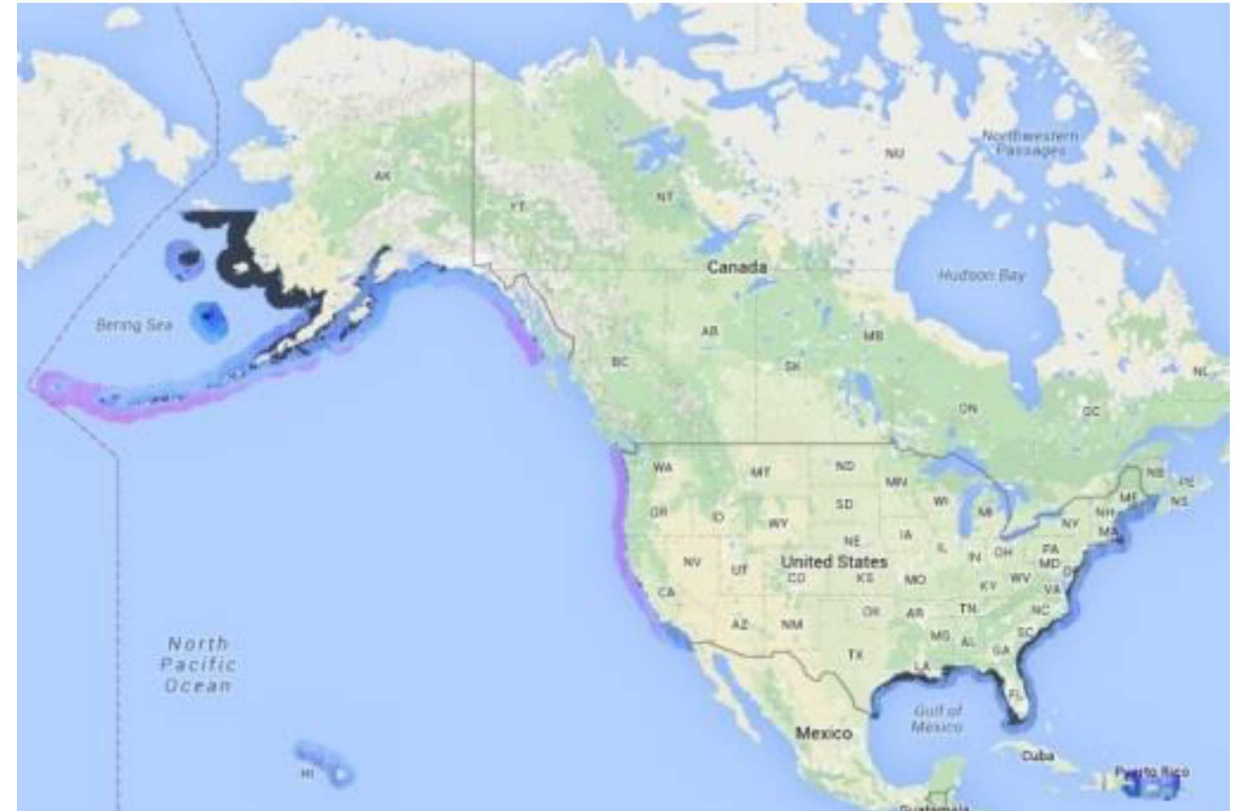 Northwestern
Passages
NU
AK
NT
YT
Canada
Hudson Bay
Bering Sea
AB
MB
BC
SK
NL
ON
QC
WA
MT
ND
NB
PE
MN
ME
NS
OR
ID
SD
WI
MI
NH
WY
NY
MA
IA
NE
PA
NV
UT
United States
IL
IN
OH
MD
DE
CO
KS
MO
KY
WV
VA
CA
OK
AR
TN
NC
AZ
NM
MS
AL
SC
GA
North
Pacific
Ocean
TX
LA
FL
Gulf of
Mexico
Mexico
Cuba
HI
Puerto Rico
Guatemala